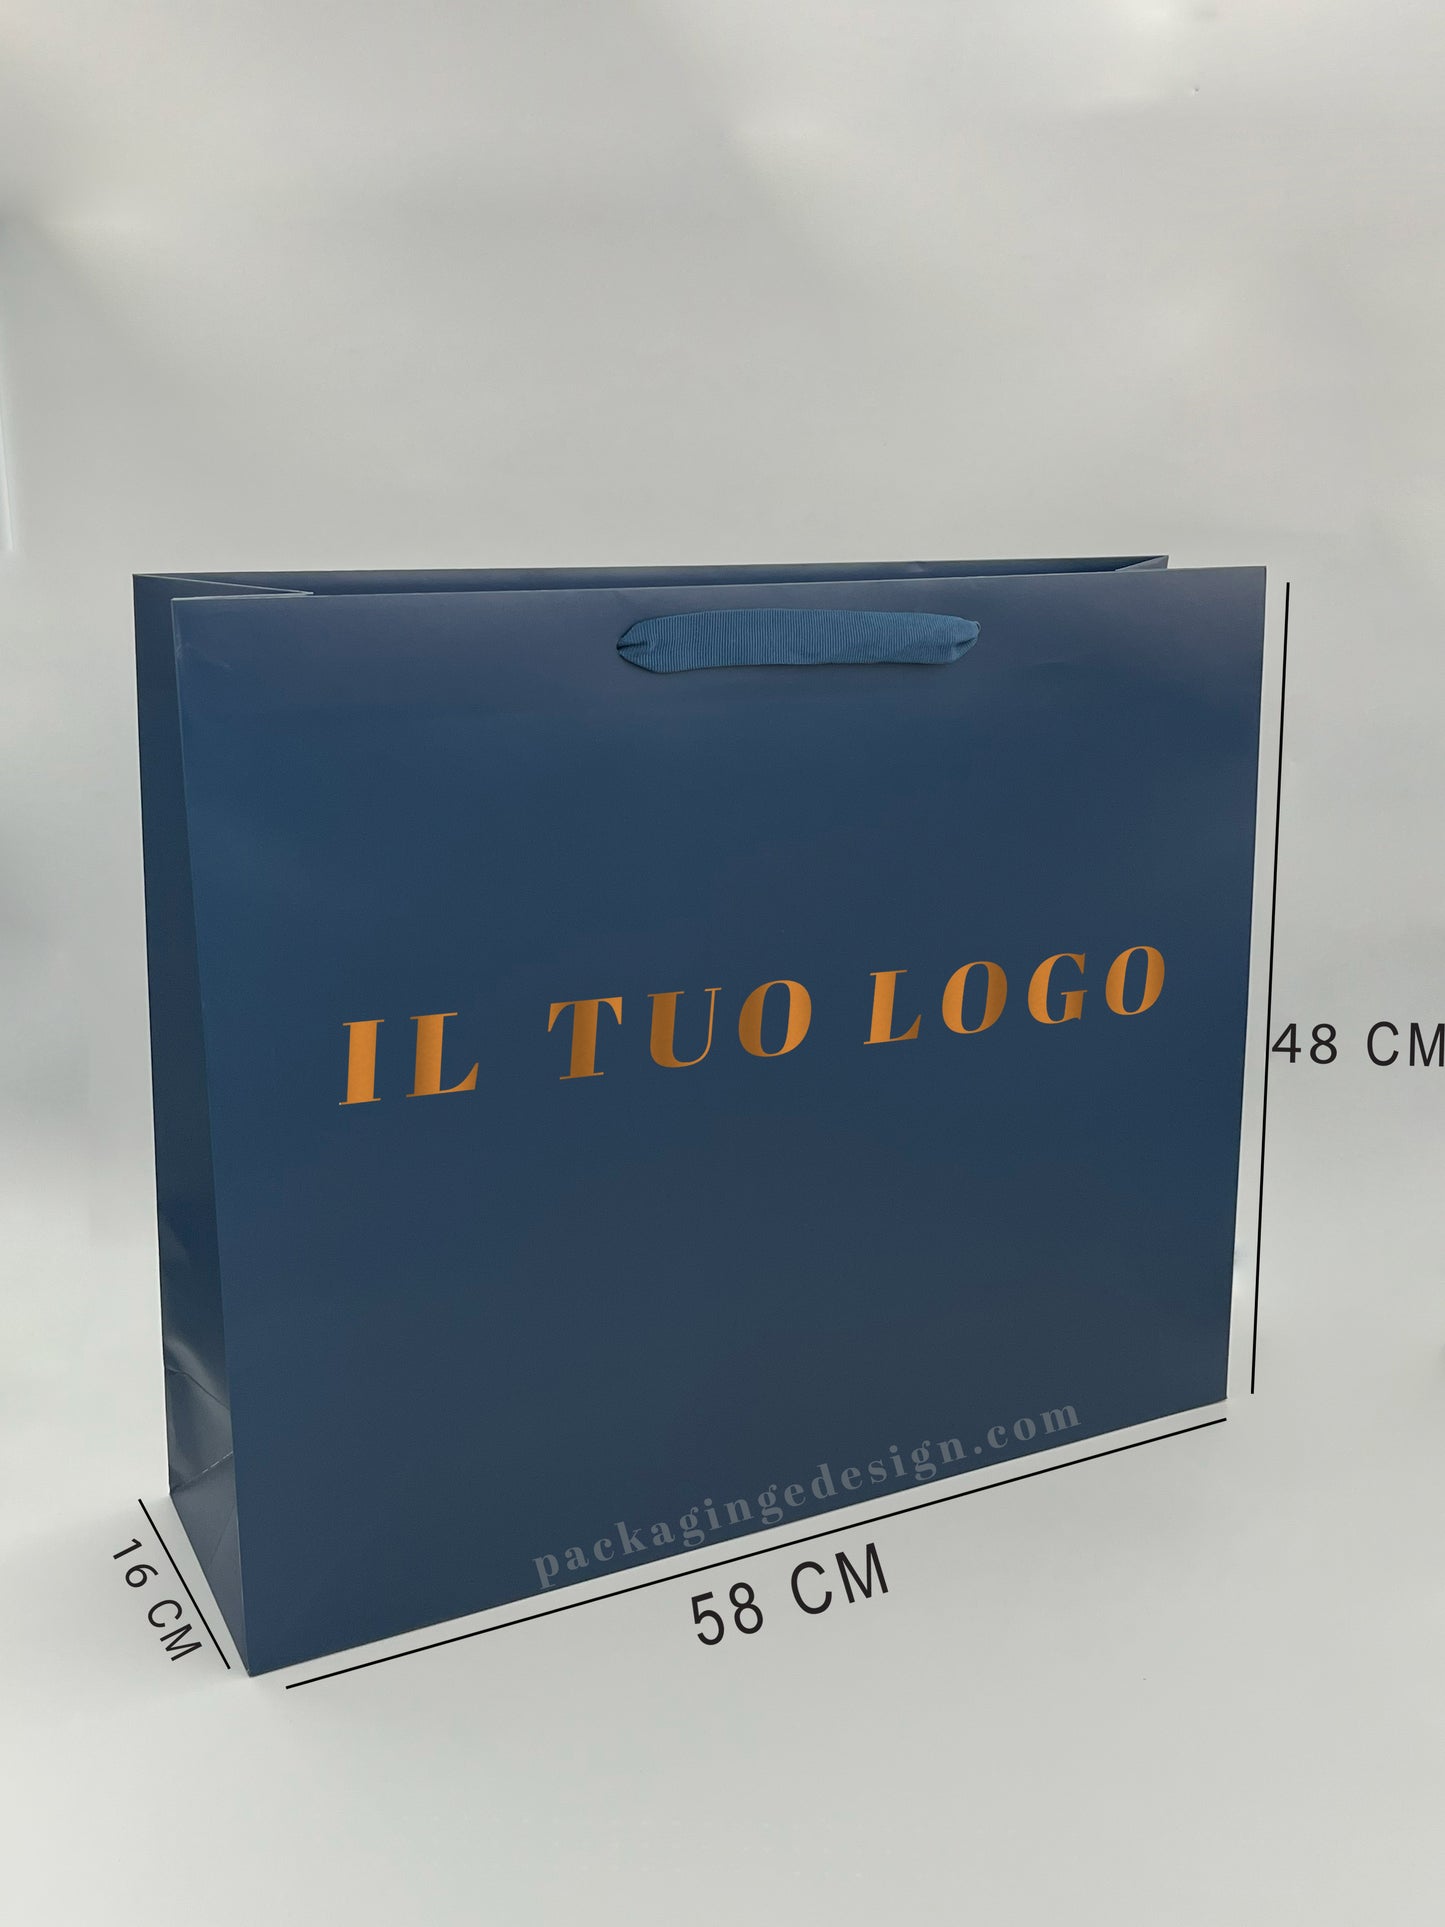 IL TUO LOGO
48 CM
packagingedesign.com
58 CM
16 CM